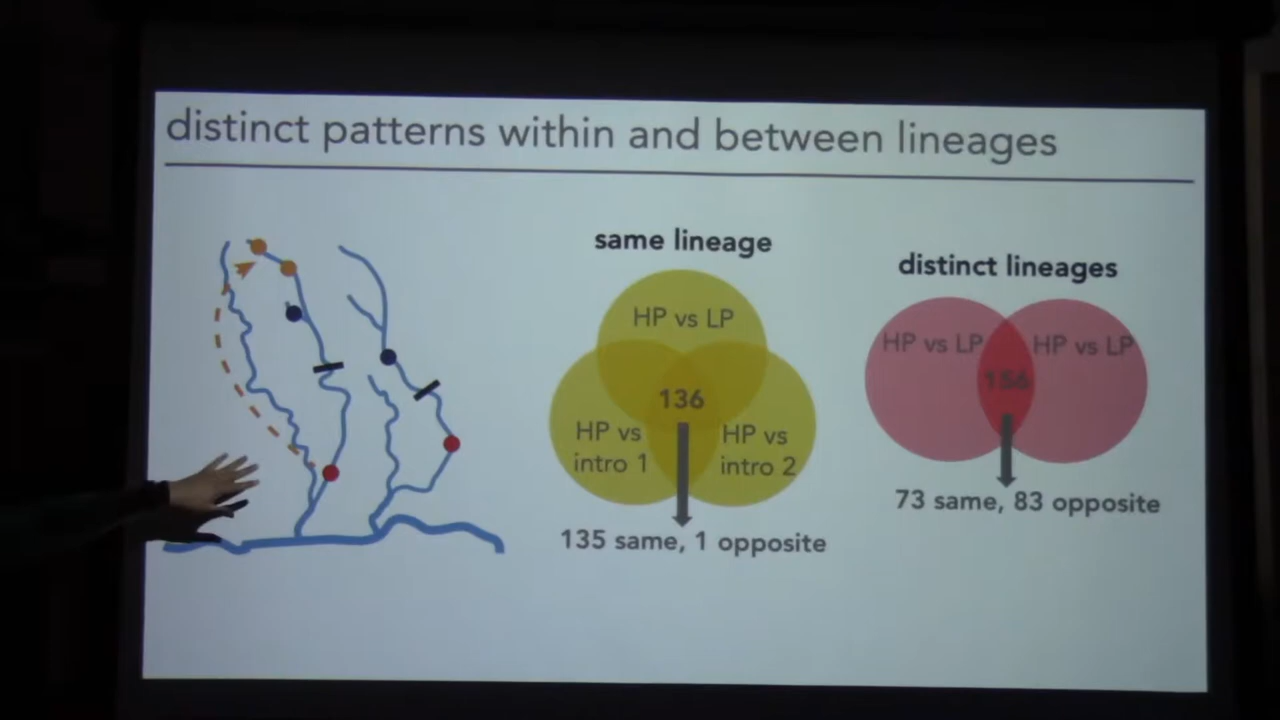 distinct patterns within and between lineages
same lineage
HP vs LP
136
HP vs
intro 1
HP vs
intro 2
135 same, 1 opposite
distinct lineages
HP vs LP
HP vs LP
156
73 same, 83 opposite